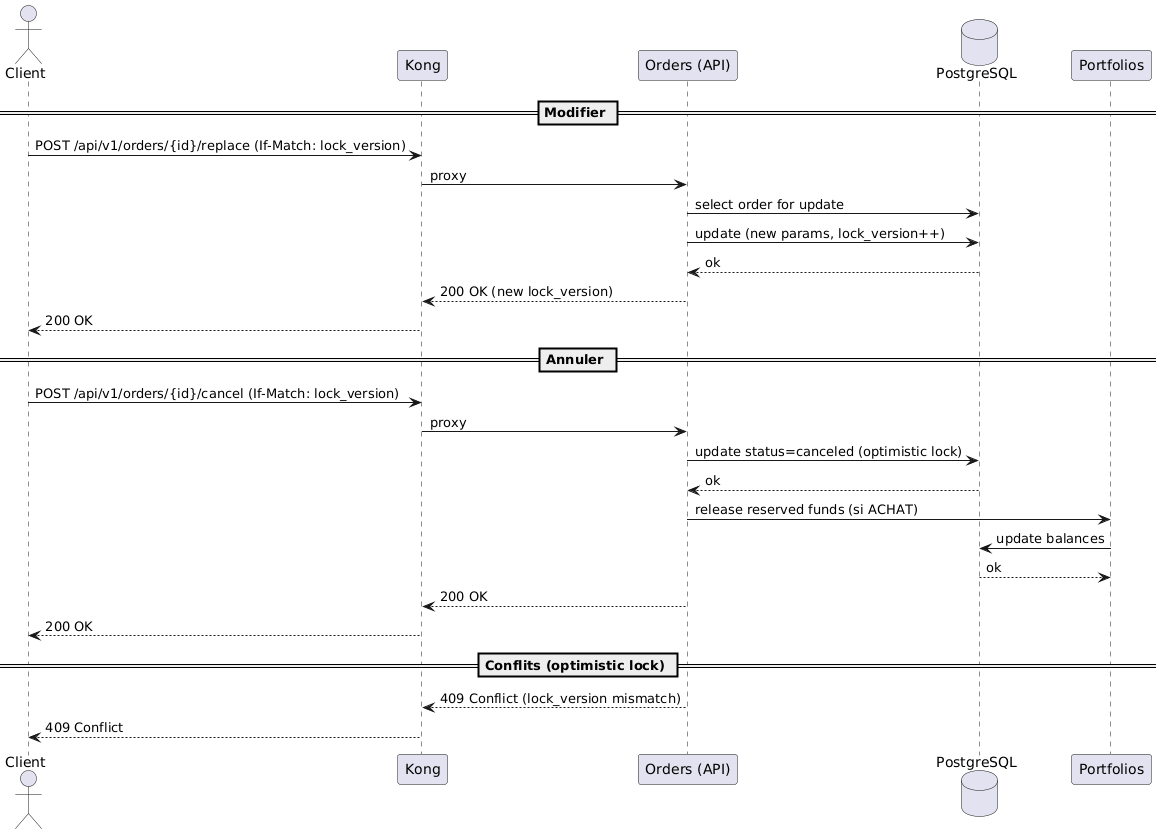 Client
Kong
Orders (API)
PostgreSQL
Portfolios
Modifier
POST /api/v1/orders/{id}/replace (If-Match: lock_version)
proxy
select order for update
update (new params, lock_version++)
ok
200 OK (new lock_version)
200 OK
Annuler
POST /api/v1/orders/{id}/cancel (If-Match: lock_version)
proxy
update status=canceled (optimistic lock)
ok
release reserved funds (si ACHAT)
update balances
ok
200 OK
200 OK
Conflits (optimistic lock)
409 Conflict (lock_version mismatch)
409 Conflict
Client
Kong
Orders (API)
PostgreSQL
Portfolios